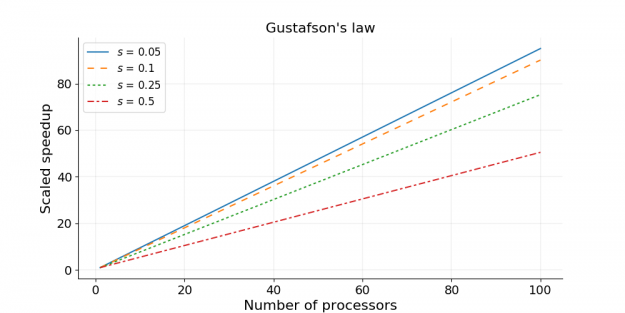 Gustafson's law
s = 0.05
s = 0.1
s = 0.25
s = 0.5
Scaled speedup
80
60
40
20
0
0 20 40 60 80 100
Number of processors